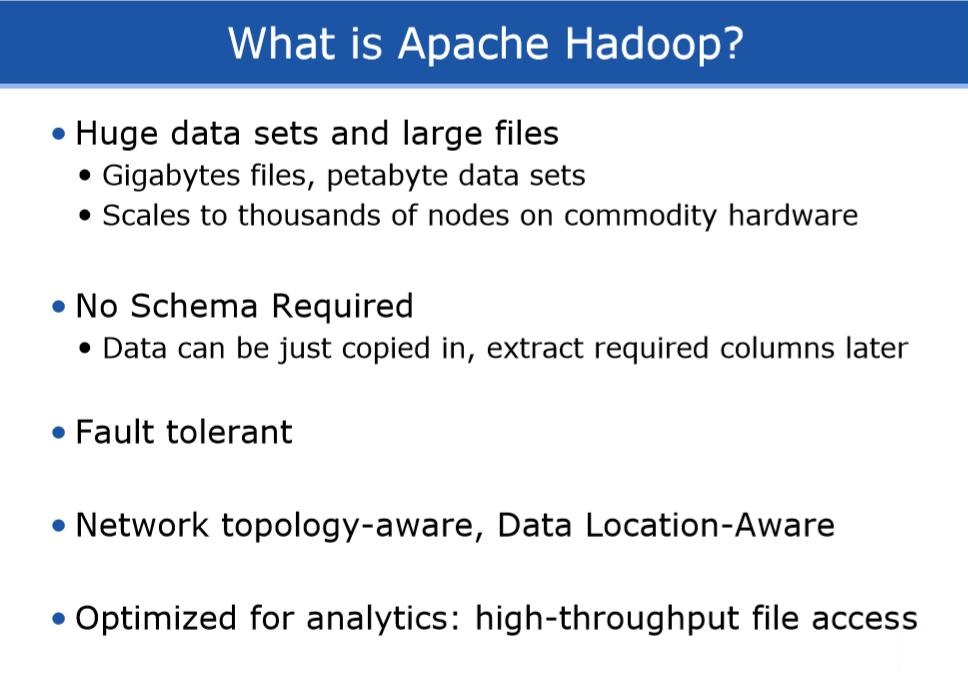 What is Apache Hadoop?
• Huge data sets and large files
• Gigabytes files, petabyte data sets
• Scales to thousands of nodes on commodity hardware
• No Schema Required
• Data can be just copied in, extract required columns later
• Fault tolerant
• Network topology-aware, Data Location-Aware
• Optimized for analytics: high-throughput file access